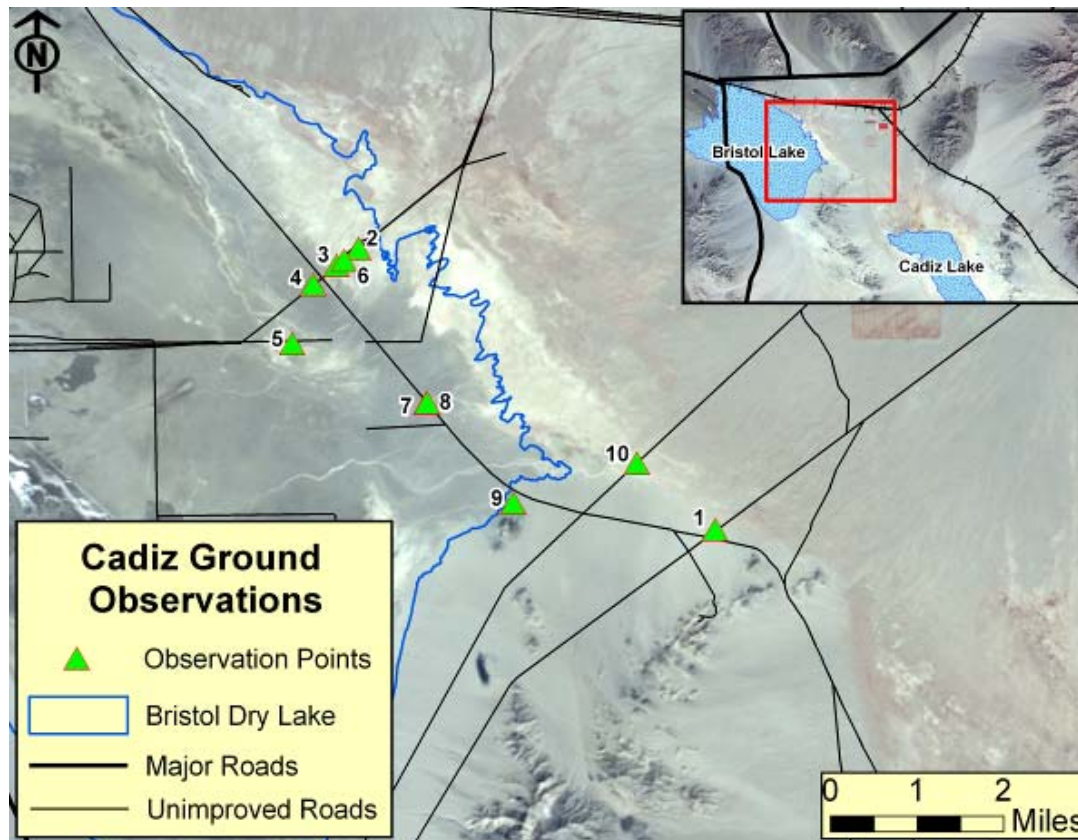 N
Bristol Lake
Cadiz Lake
2
3
6
4
5
7 8
10
9
1
Cadiz Ground
Observations
Observation Points
Bristol Dry Lake
Major Roads
Unimproved Roads
0 1 2
Miles